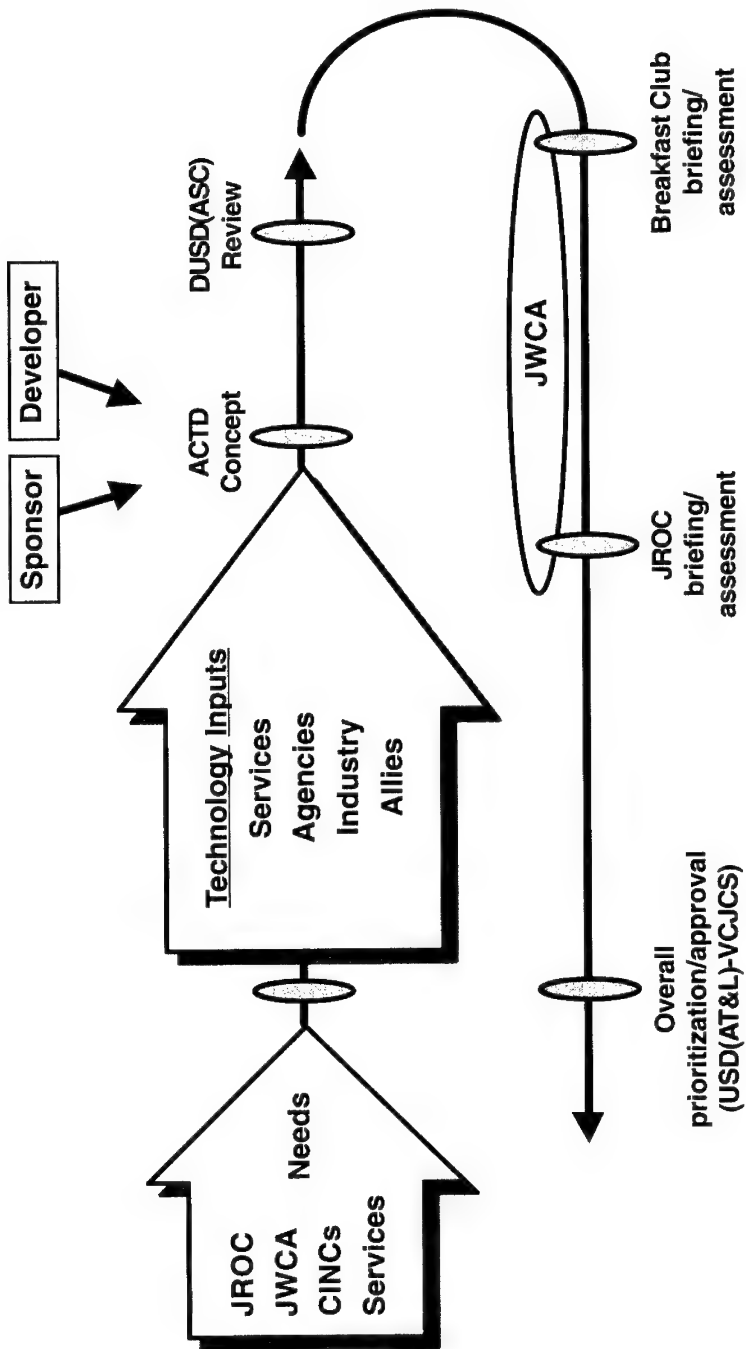 Sponsor
Developer
JROC
JWCA
CINCs
Services
Needs
Technology Inputs
Services
Agencies
Industry
Allies
ACTD
Concept
DUSD(ASC)
Review
JWCA
Breakfast Club
briefing/
assessment
JROC
briefing/
assessment
Overall
prioritization/approval
(USD(AT&L)-VCJCS)